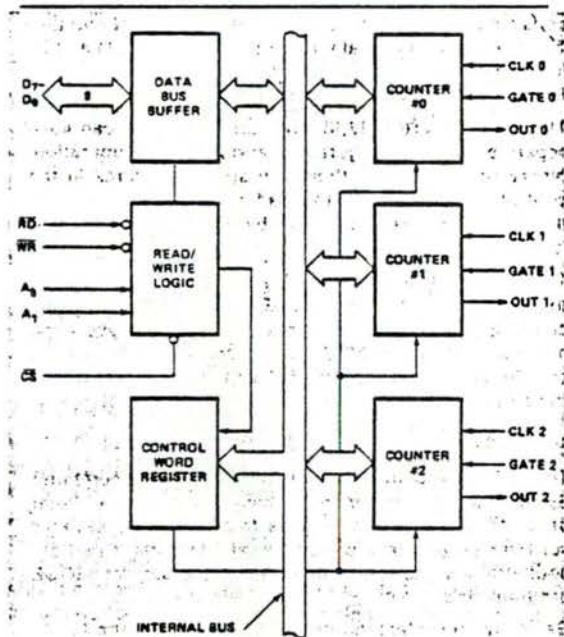 D7-
D0
8
DATA
BUS
BUFFER
COUNTER
#0
CLK 0
GATE 0
OUT 0
RD
WR
A0
A1
CS
READ/
WRITE
LOGIC
COUNTER
#1
CLK 1
GATE 1
OUT 1
CONTROL
WORD
REGISTER
COUNTER
#2
CLK 2
GATE 2
OUT 2
INTERNAL BUS